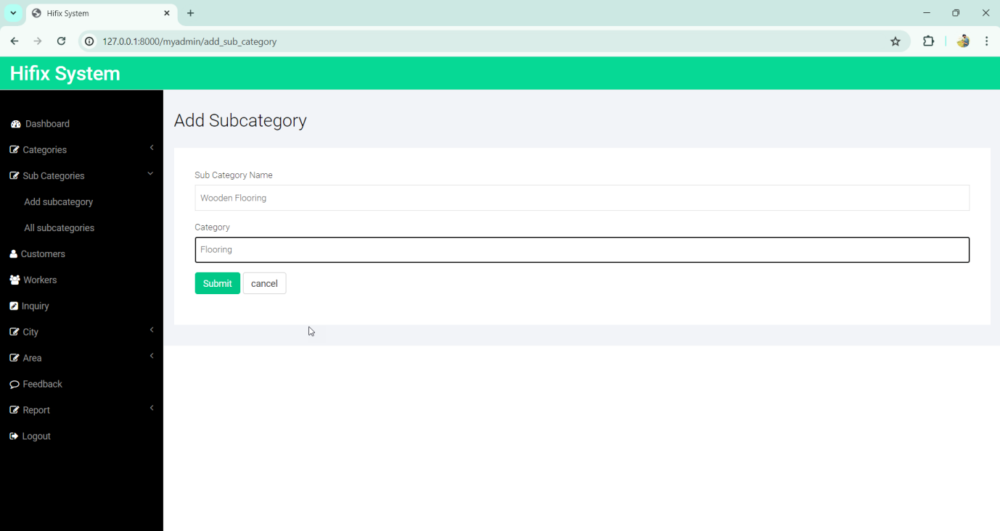 Hifix System
127.0.0.1:8000/myadmin/add_sub_category
Hifix System
Dashboard
Categories
Sub Categories
Add subcategory
All subcategories
Customers
Workers
Inquiry
City
Area
Feedback
Report
Logout
Add Subcategory
Sub Category Name
Wooden Flooring
Category
Flooring
Submit cancel